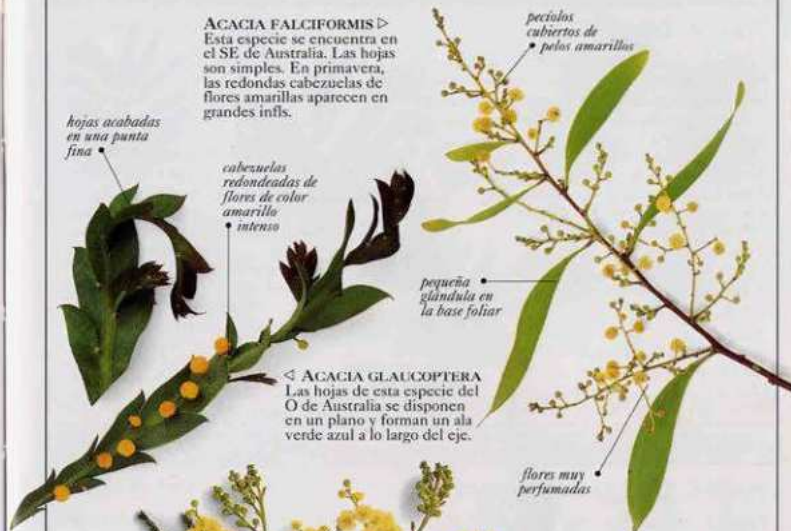 ACACIA FALCIFORMIS ▷
Esta especie se encuentra en
el SE de Australia. Las hojas
son simples. En primavera,
las redondas cabezuelas de
flores amarillas aparecen en
grandes infls.
pecíolos
cubiertos de
pelos amarillos
hojas acabadas
en una punta
fina
cabezuelas
redondeadas de
flores de color
amarillo
intenso
pequeña
glándula en
la base foliar
◁ ACACIA GLAUCOPTERA
Las hojas de esta especie del
O de Australia se disponen
en un plano y forman un ala
verde azul a lo largo del eje.
flores muy
perfumadas